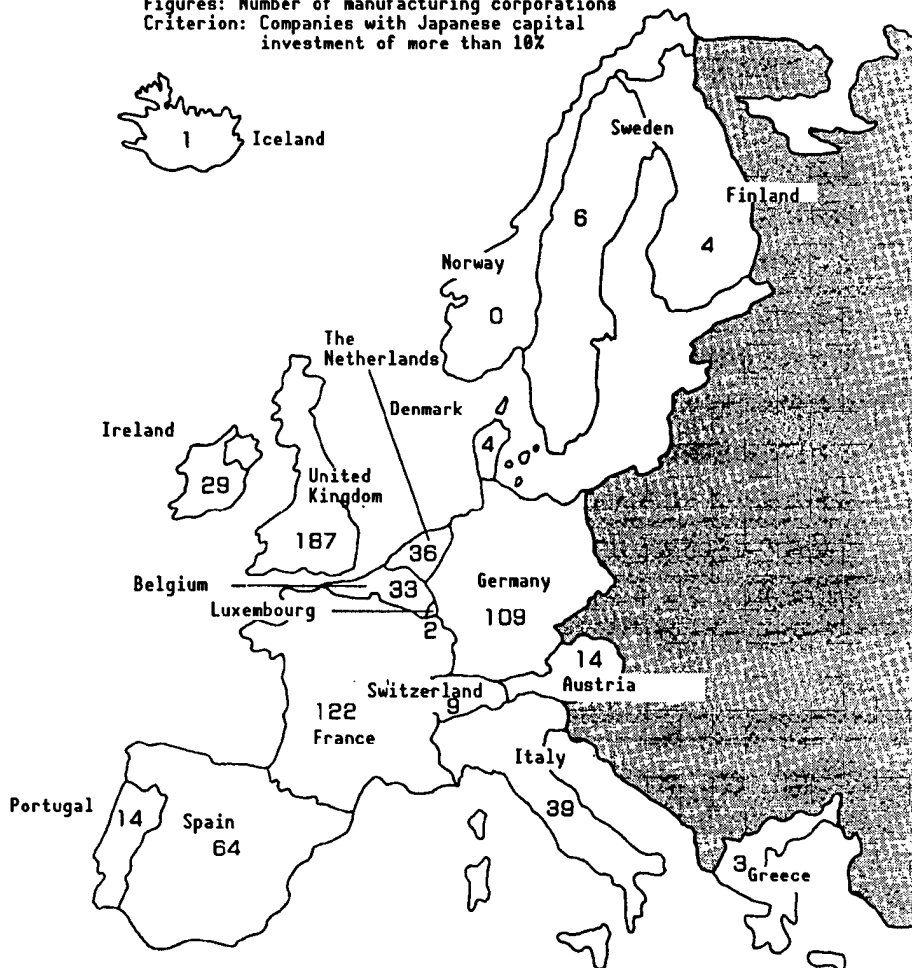 Figures: Number of manufacturing corporations
Criterion: Companies with Japanese capital
investment of more than 10%
1
Iceland
Sweden
Finland
6
4
Norway
0
The
Netherlands
Denmark
Ireland
4
29
United
Kingdom
187
36
Belgium
33
Germany
Luxembourg
109
2
14
Switzerland
Austria
9
122
France
Italy
Portugal
14
Spain
39
64
3
Greece